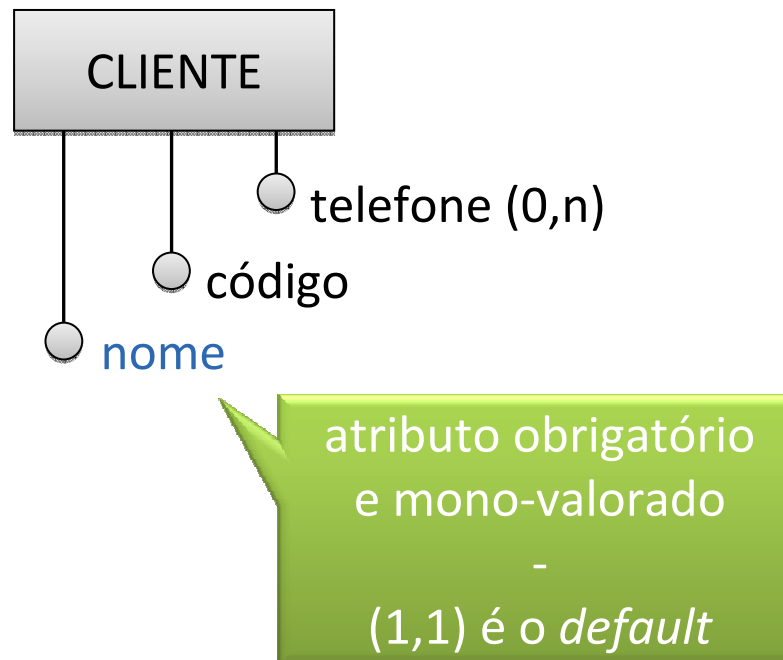 CLIENTE
telefone (0,n)
código
nome
atributo obrigatório
e mono-valorado
-
(1,1) é o default